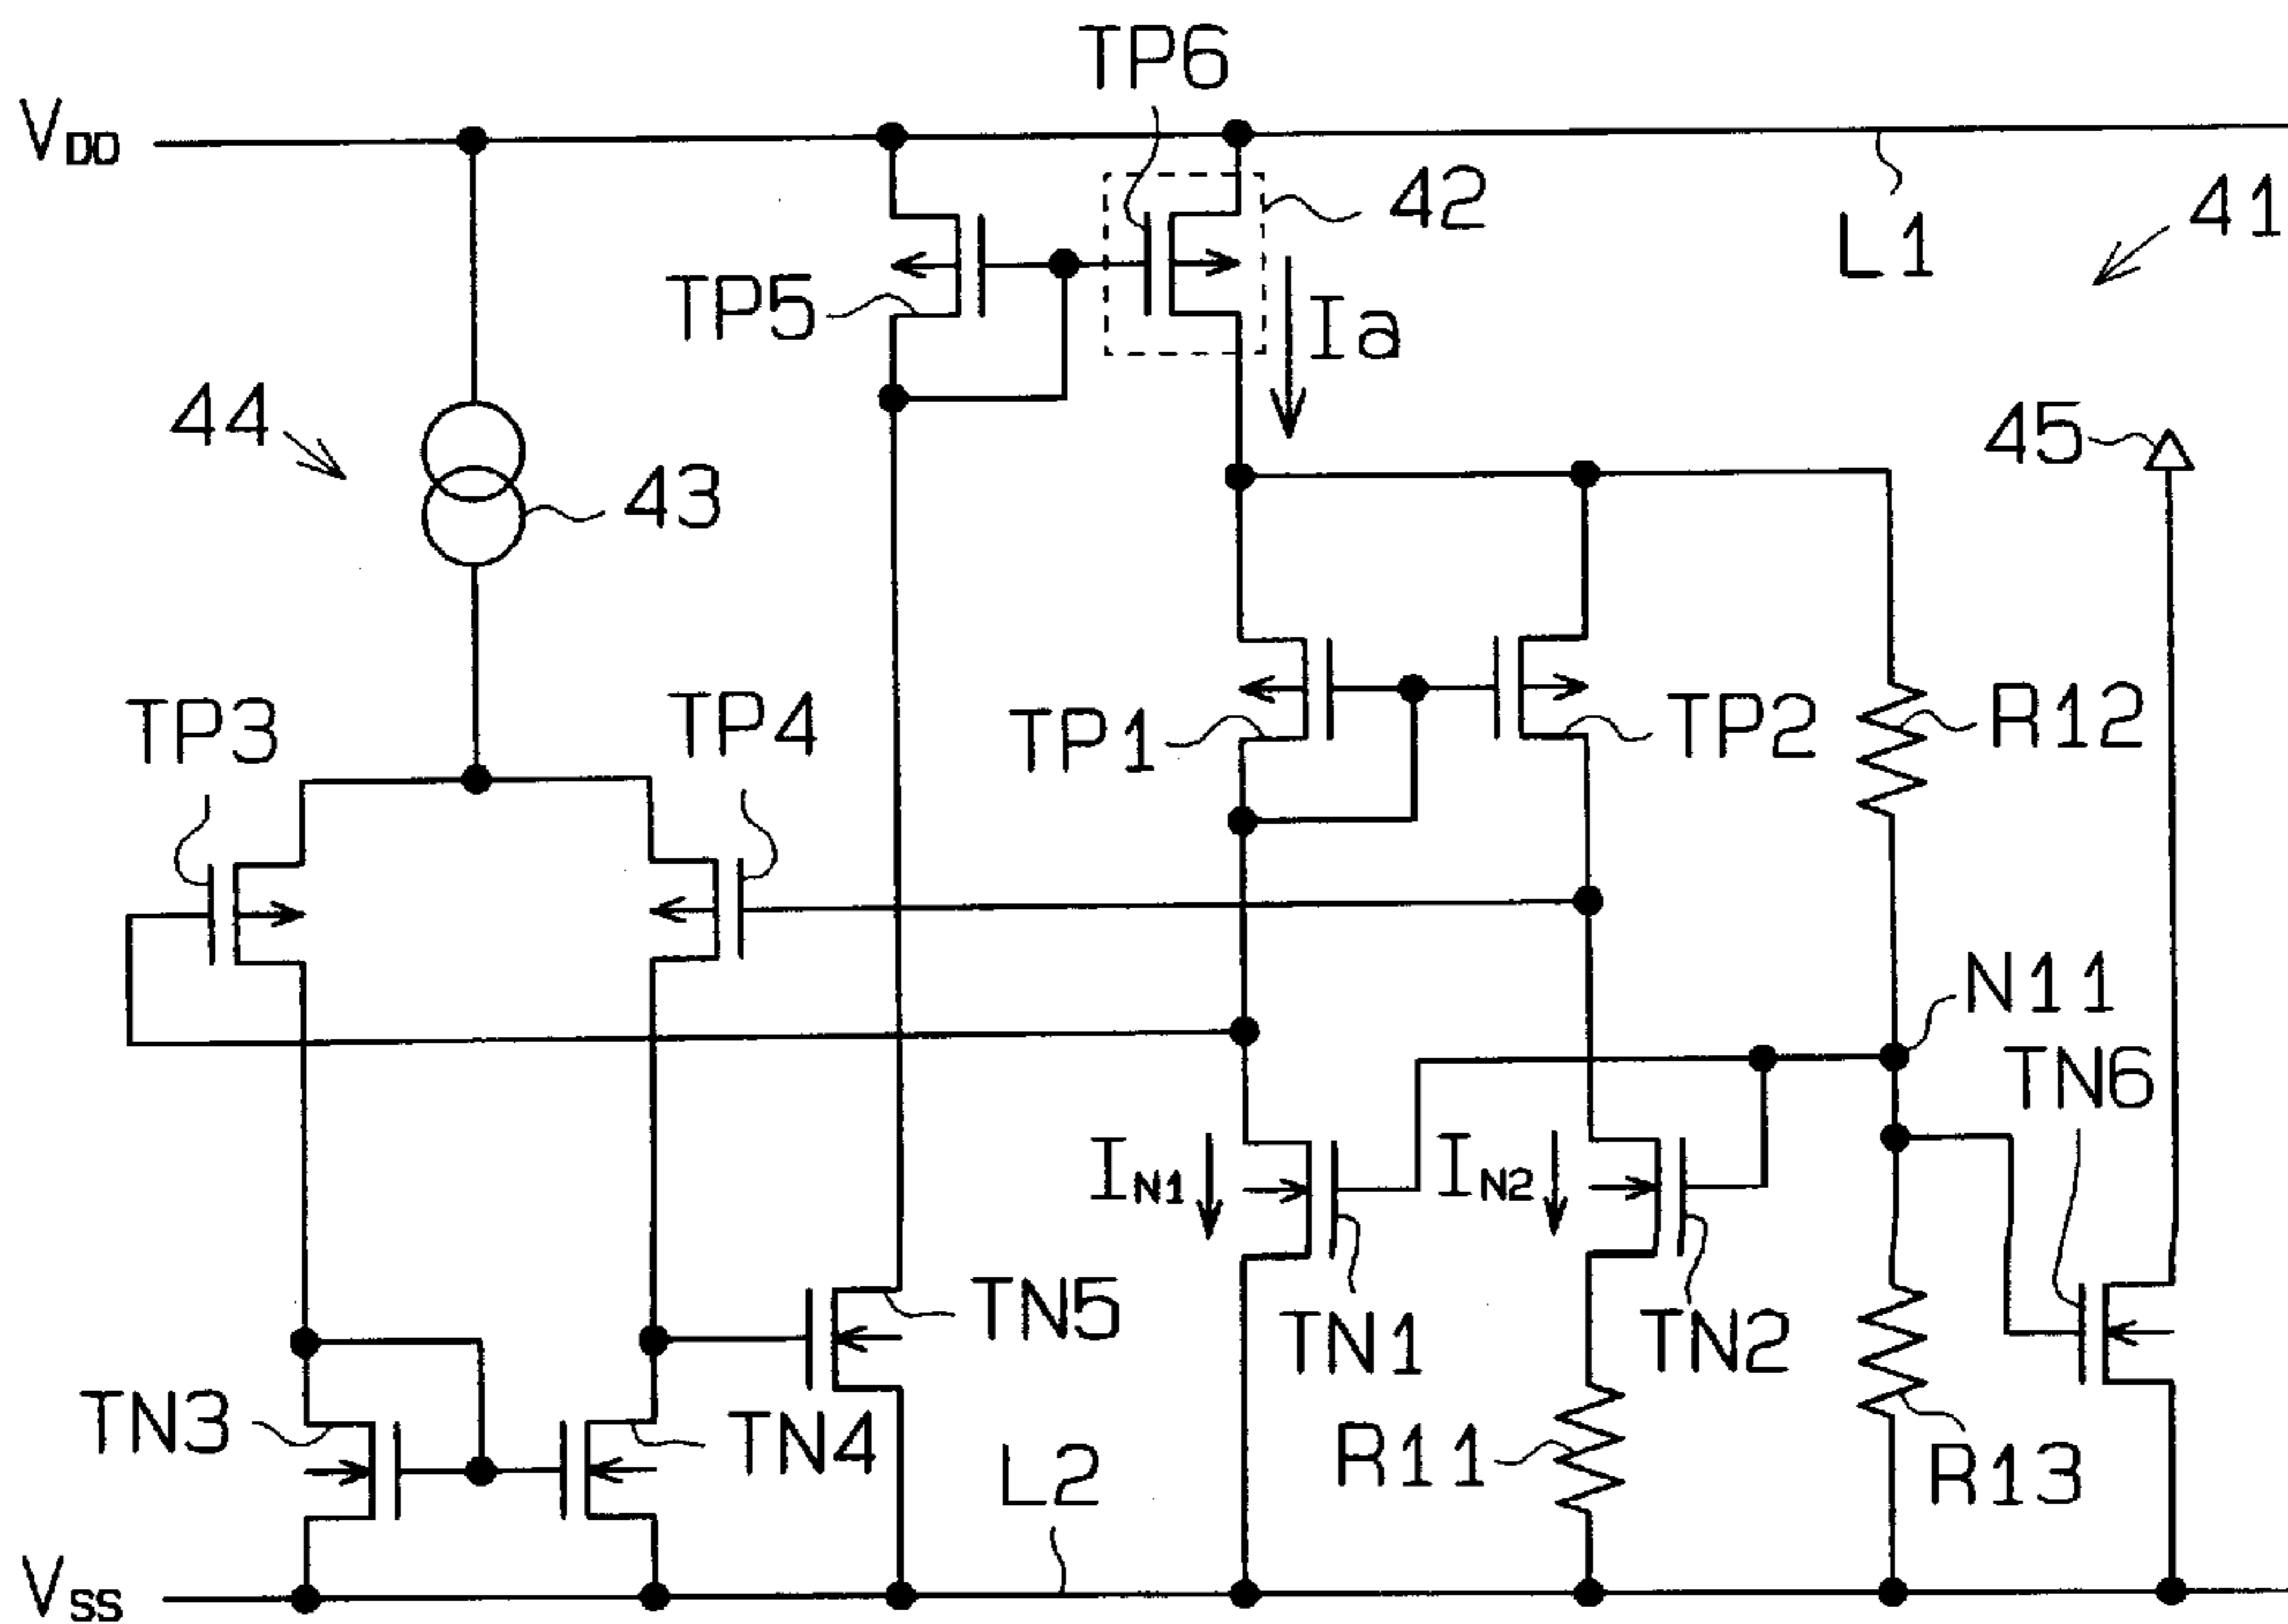 TP6
VDD
42
41
L1
TP5
Ia
44
45
43
TP3
TP4
TP1
TP2
R12
N11
TN6
IN1
IN2
TN5
TN1
TN2
TN3
TN4
L2
R11
R13
VSS